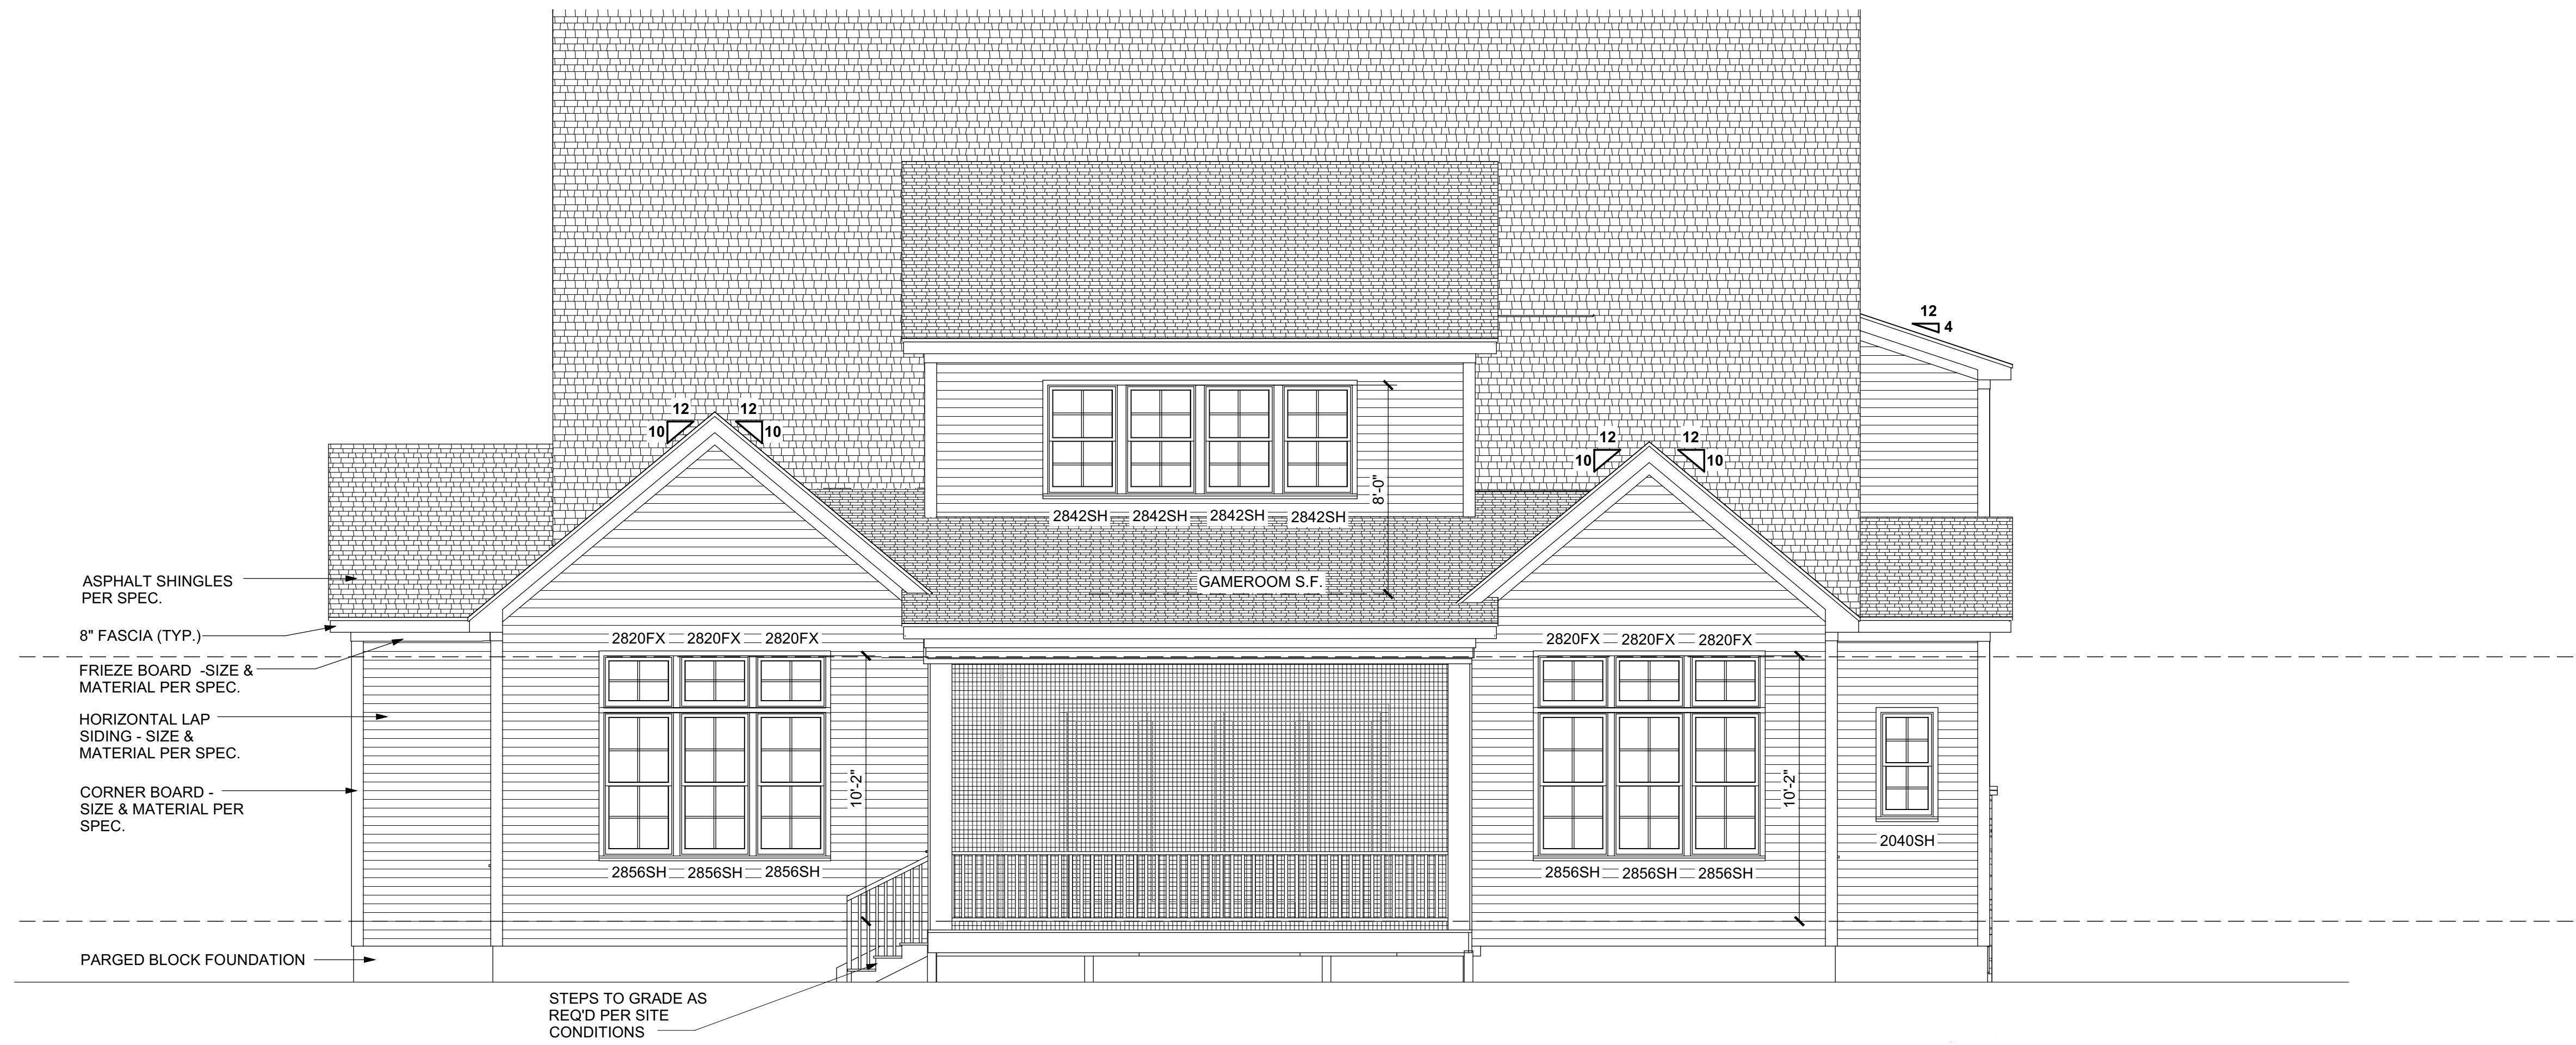 12
4
12
12
10
10
12
12
10
10
8'-0"
2842SH
2842SH
2842SH
2842SH
ASPHALT SHINGLES
PER SPEC.
GAMEROOM S.F.
8" FASCIA (TYP.)
2820FX
2820FX
2820FX
2820FX
2820FX
2820FX
FRIEZE BOARD -SIZE &
MATERIAL PER SPEC.
HORIZONTAL LAP
SIDING - SIZE &
MATERIAL PER SPEC.
10'-2"
10'-2"
CORNER BOARD -
SIZE & MATERIAL PER
SPEC.
2040SH
2856SH
2856SH
2856SH
2856SH
2856SH
2856SH
PARGED BLOCK FOUNDATION
STEPS TO GRADE AS
REQ'D PER SITE
CONDITIONS